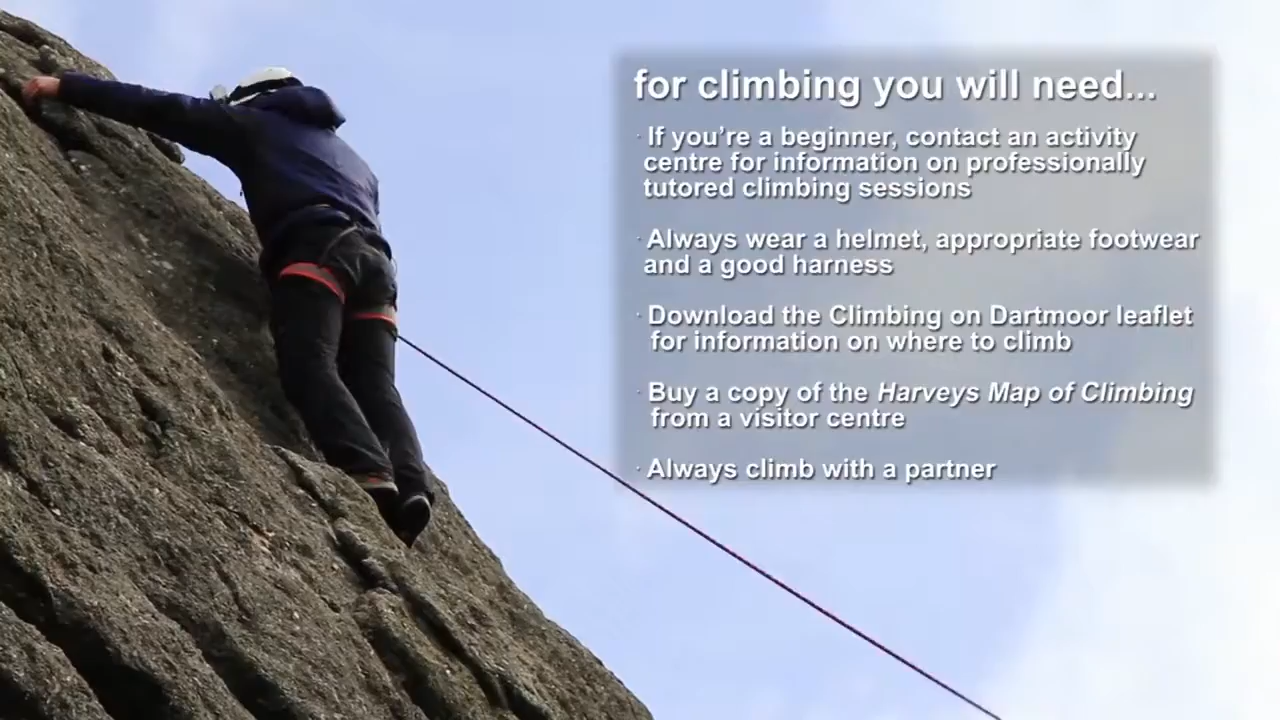 for climbing you will need...
· If you're a beginner, contact an activity
centre for information on professionally
tutored climbing sessions
· Always wear a helmet, appropriate footwear
and a good harness
· Download the Climbing on Dartmoor leaflet
for information on where to climb
· Buy a copy of the Harveys Map of Climbing
from a visitor centre
· Always climb with a partner